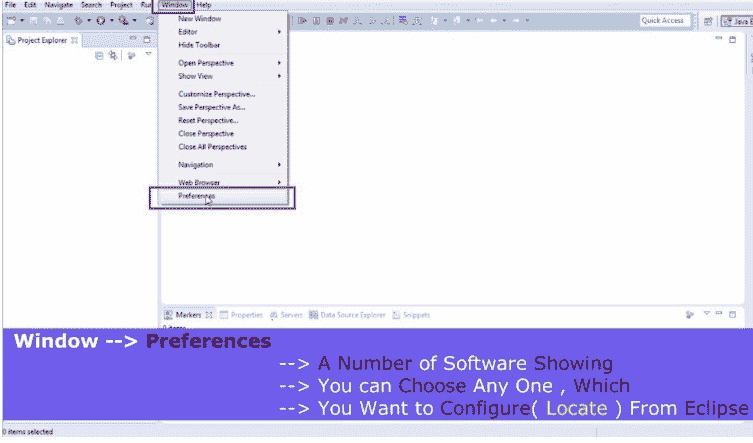 File Edit Navigate Search Project Run Window Help
Quick Access
Java E
Project Explorer
New Window
Editor
Hide Toolbar
Open Perspective
Show View
Customize Perspective...
Save Perspective As...
Reset Perspective...
Close Perspective
Close All Perspectives
Navigation
Web Browser
Preferences
Markers Properties Servers Data Source Explorer Snippets
0 items
Window --> Preferences
--> A Number of Software Showing
--> You can Choose Any One , Which
--> You Want to Configure( Locate ) From Eclipse
0 items selected